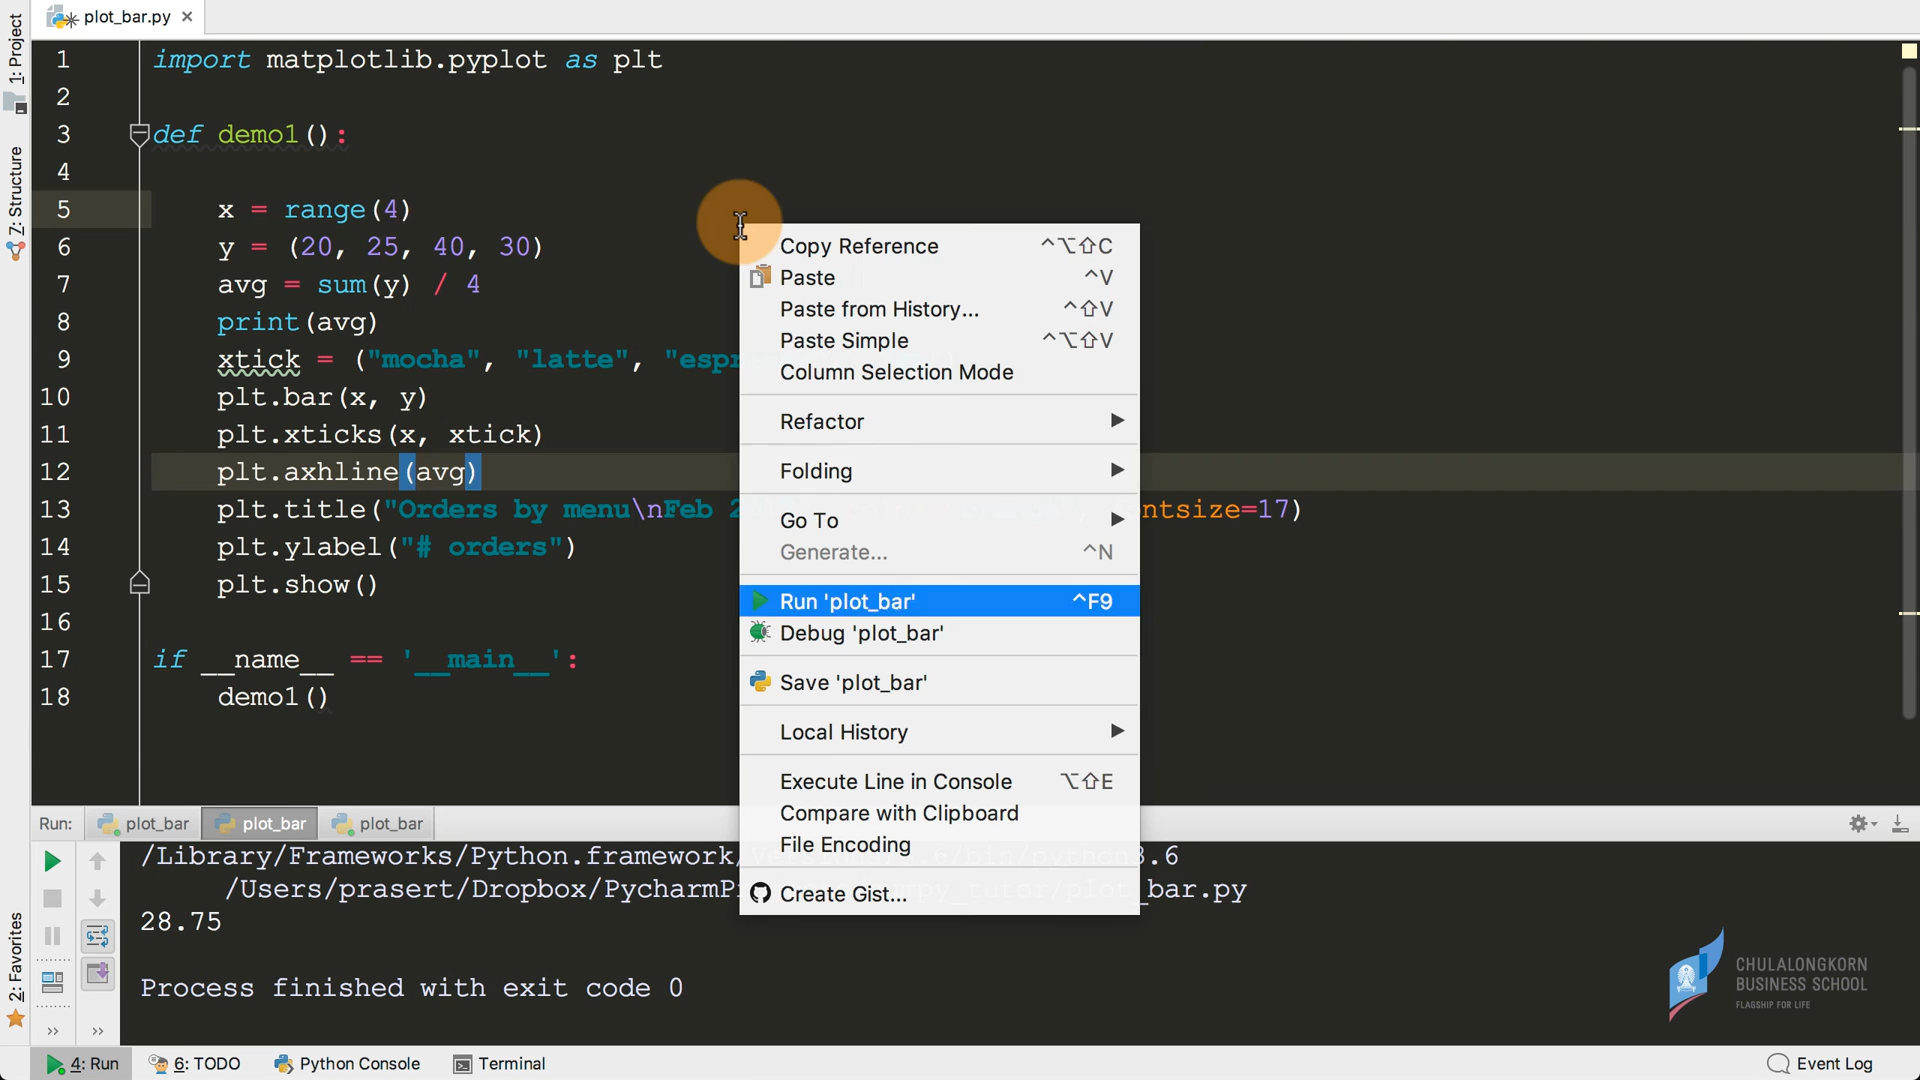 plot_bar.py
1: Project
7: Structure
2: Favorites
1 import matplotlib.pyplot as plt
2
3 def demo1():
4
5 x = range(4)
6 y = (20, 25, 40, 30)
7 avg = sum(y) / 4
8 print(avg)
9 xtick = ("mocha", "latte", "espr
10 plt.bar(x, y)
11 plt.xticks(x, xtick)
12 plt.axhline(avg)
13 plt.title("Orders by menu\nFeb 2 ntsize=17)
14 plt.ylabel("# orders")
15 plt.show()
16
17 if __name__ == '__main__':
18 demo1()
Copy Reference ^⌥⇧C
Paste ^V
Paste from History... ^⇧V
Paste Simple ^⌥⇧V
Column Selection Mode
Refactor
Folding
Go To
Generate... ^N
Run 'plot_bar' ^F9
Debug 'plot_bar'
Save 'plot_bar'
Local History
Execute Line in Console ⌥⇧E
Compare with Clipboard
File Encoding
Create Gist...
Run: plot_bar plot_bar plot_bar
/Library/Frameworks/Python.framework/ 3.6
/Users/prasert/Dropbox/PycharmPr bar.py
28.75
Process finished with exit code 0
CHULALONGKORN
BUSINESS SCHOOL
FLAGSHIP FOR LIFE
4: Run 6: TODO Python Console Terminal Event Log